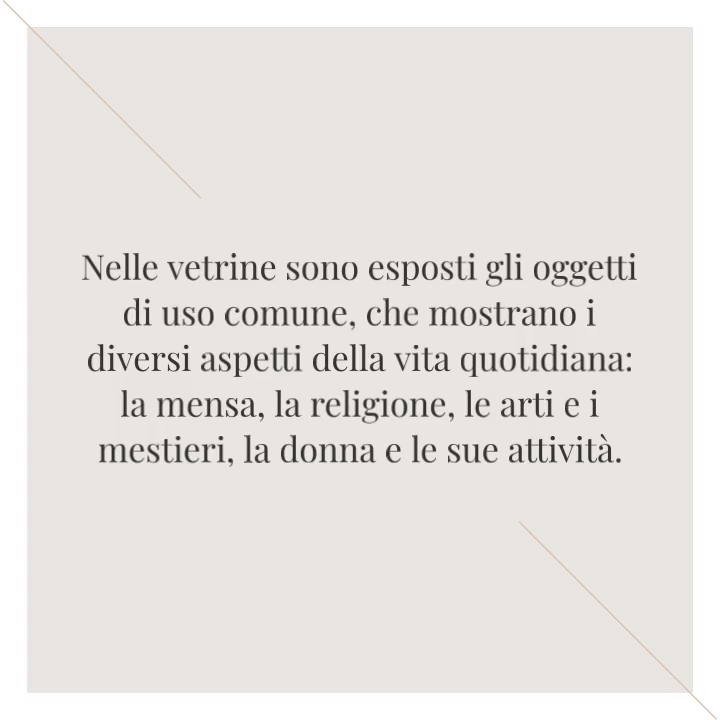 Nelle vetrine sono esposti gli oggetti
di uso comune, che mostrano i
diversi aspetti della vita quotidiana:
la mensa, la religione, le arti e i
mestieri, la donna e le sue attività.